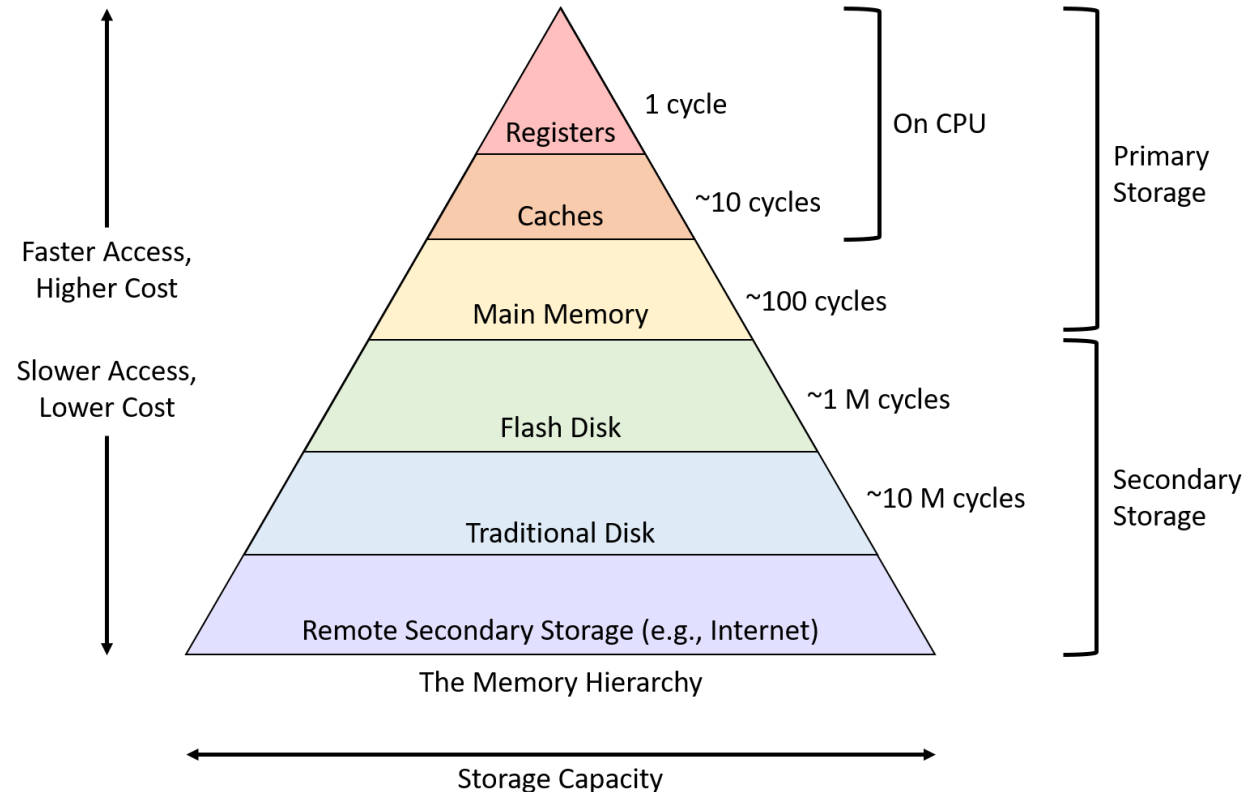 1 cycle
Registers
On CPU
Primary
Storage
~10 cycles
Caches
Faster Access,
Higher Cost
~100 cycles
Main Memory
Slower Access,
Lower Cost
~1 M cycles
Flash Disk
Secondary
Storage
~10 M cycles
Traditional Disk
Remote Secondary Storage (e.g., Internet)
The Memory Hierarchy
Storage Capacity